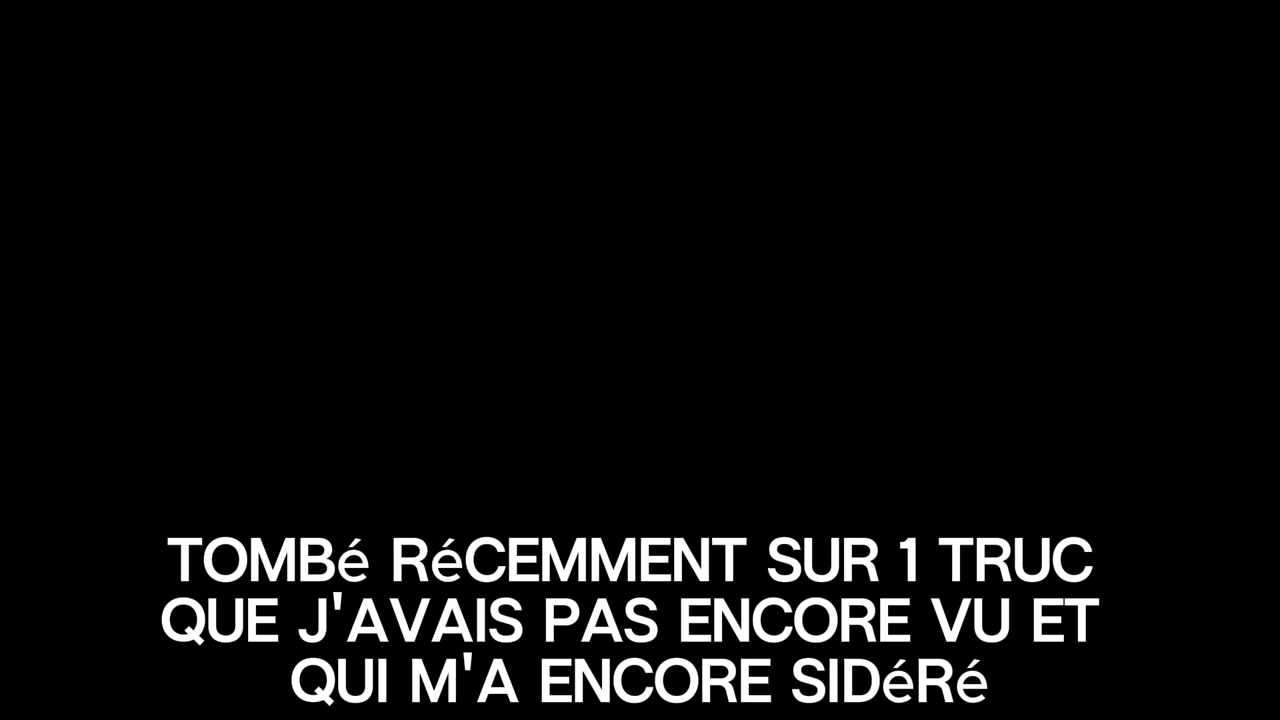 TOMBé RéCEMMENT SUR 1 TRUC
QUE J'AVAIS PAS ENCORE VU ET
QUI M'A ENCORE SIDéRé